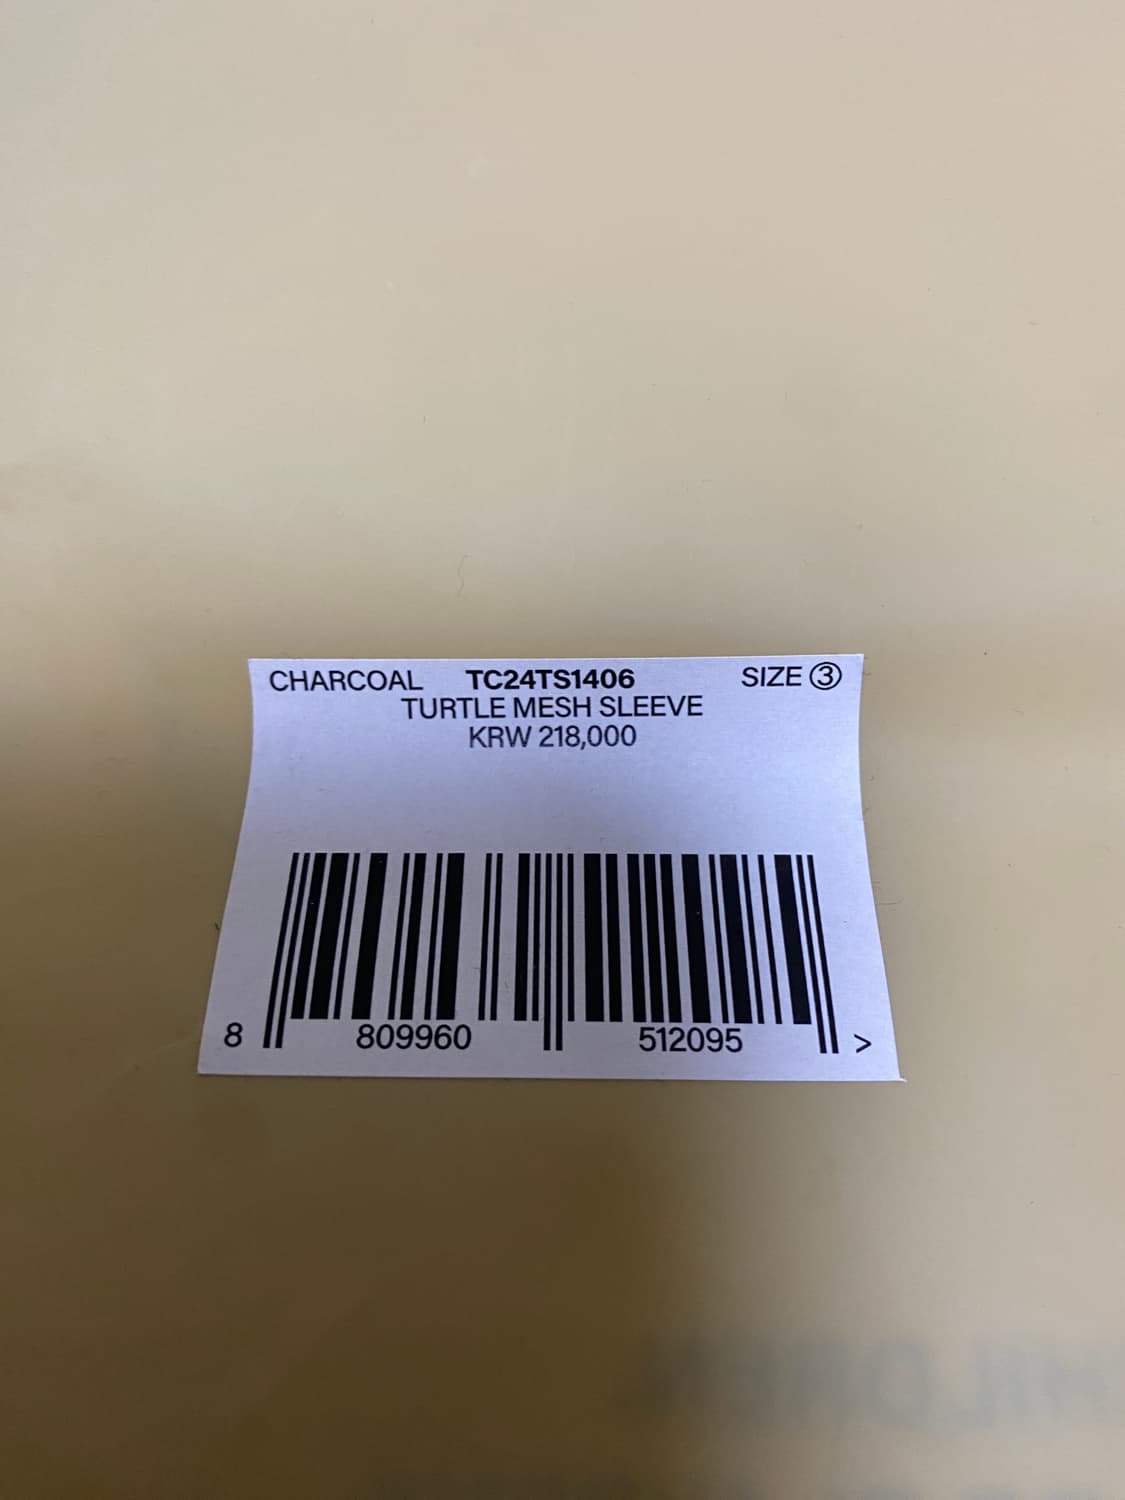 CHARCOAL TC24TS1406 SIZE ③
TURTLE MESH SLEEVE
KRW 218,000
8 809960 512095 >